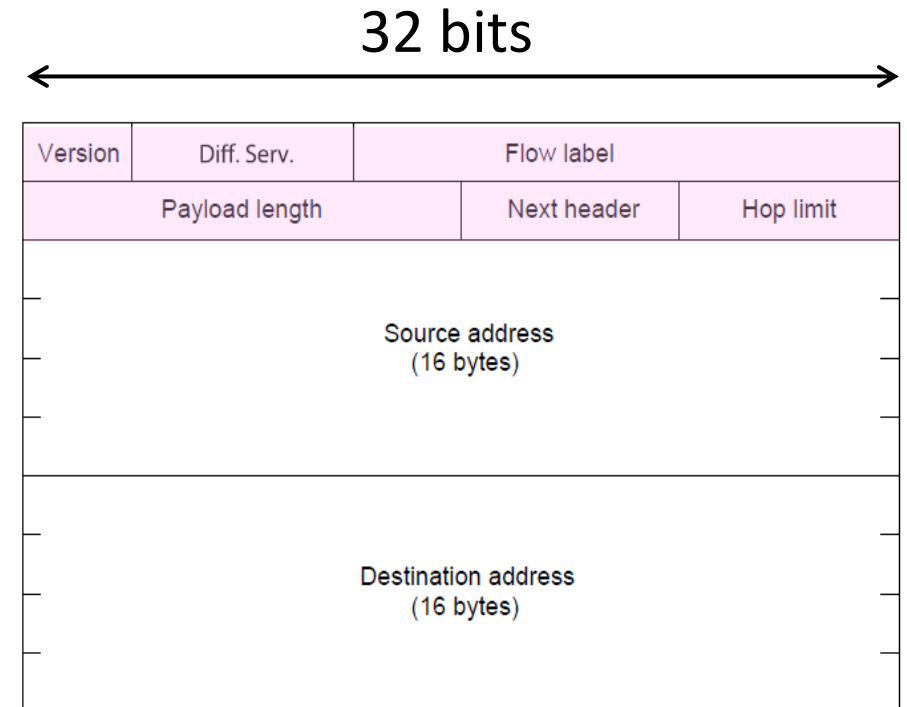 32 bits
Version Diff. Serv. Flow label
Payload length Next header Hop limit
Source address
(16 bytes)
Destination address
(16 bytes)